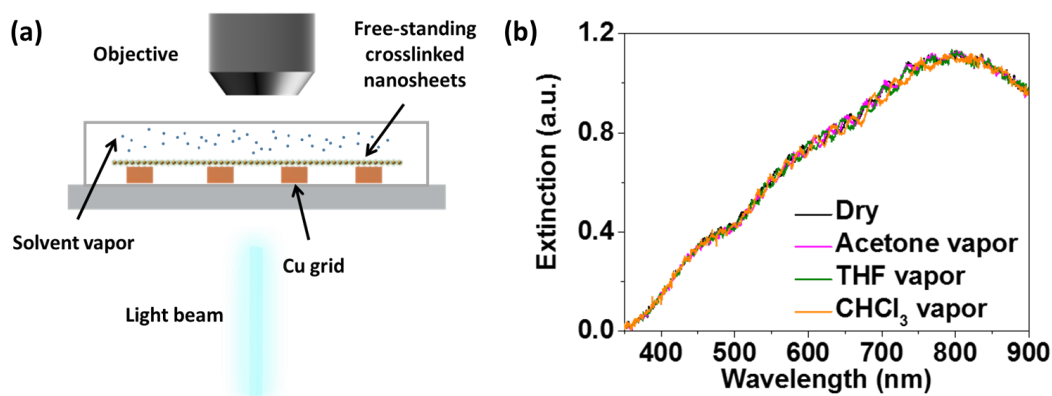 (a)
Objective
Free-standing
crosslinked
nanosheets
Solvent vapor
Cu grid
Light beam
(b)
Extinction (a.u.)
1.2
0.8
0.4
0.0
Dry
Acetone vapor
THF vapor
CHCl₃ vapor
400 500 600 700 800 900
Wavelength (nm)